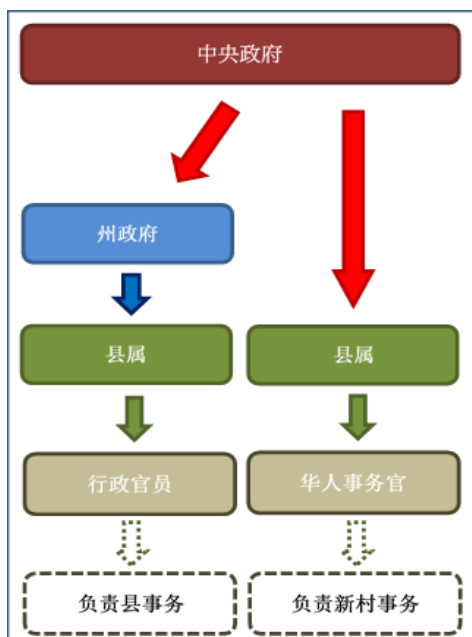 中央政府
州政府
县属
县属
行政官员
华人事务官
负责县事务
负责新村事务